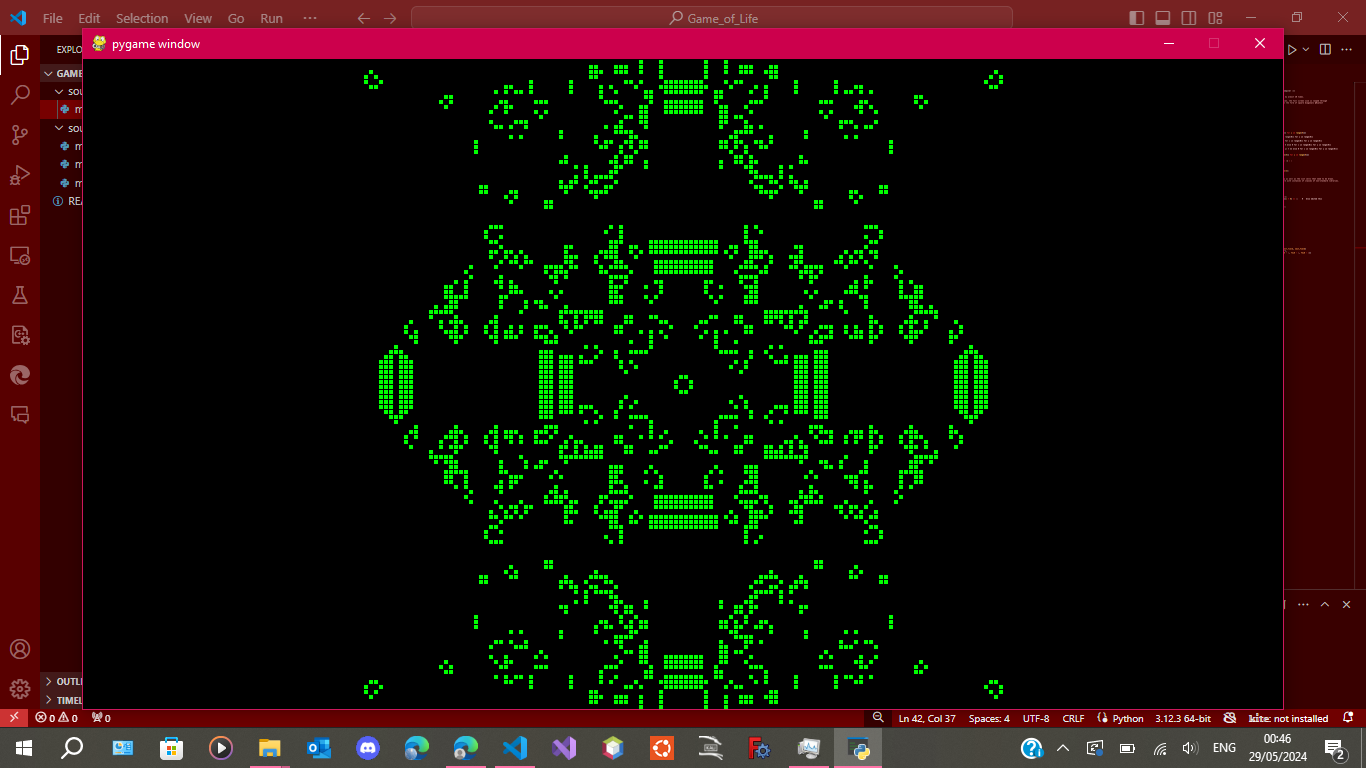 File Edit Selection View Go Run ··· Game_of_Life
pygame window
EXPLO
GAME
sou
m
sou
m
m
m
REA
OUTLI
TIMEL
0 0 0 Ln 42, Col 37 Spaces: 4 UTF-8 CRLF Python 3.12.3 64-bit kite: not installed
ENG
00:46
29/05/2024
2